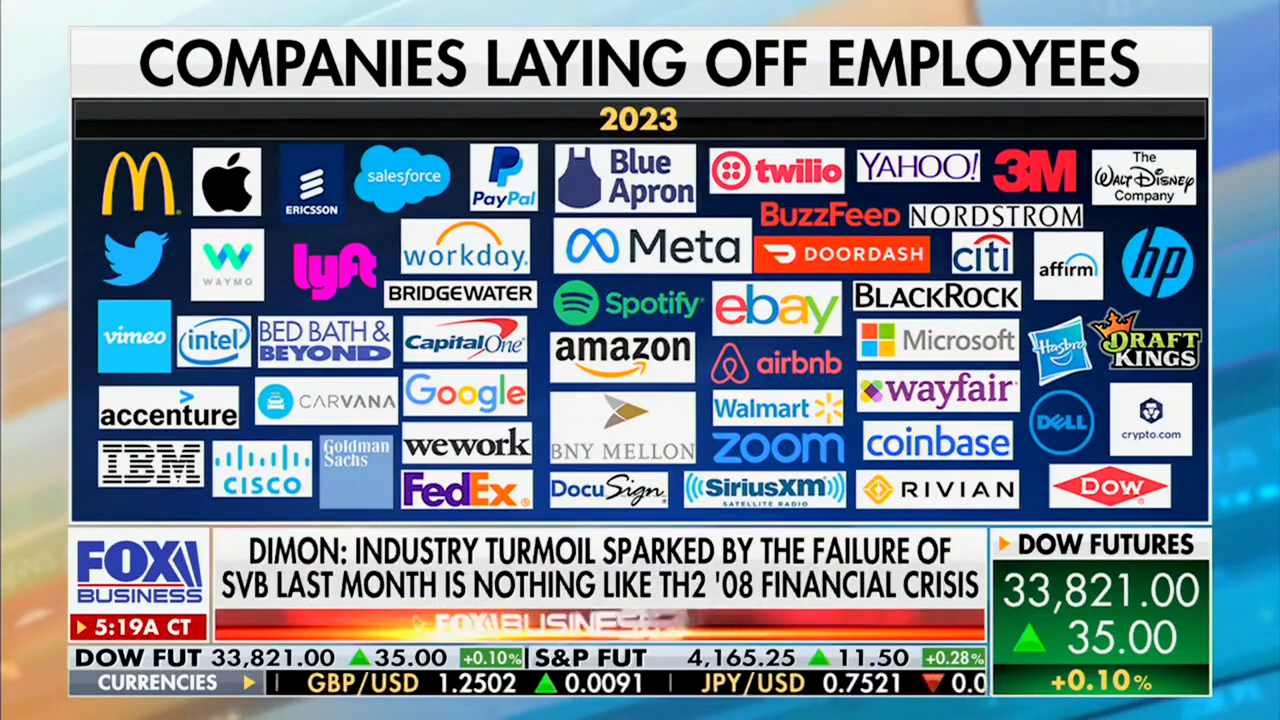 COMPANIES LAYING OFF EMPLOYEES
2023
ERICSSON
salesforce
PayPal
Blue
Apron
twilio
YAHOO!
3M
The
WALT DISNEY
Company
BuzzFeed
NORDSTROM
WAYMO
lyft
workday.
Meta
DOORDASH
citi
affirm
hp
BRIDGEWATER
Spotify
ebay
BLACKROCK
vimeo
intel
BED BATH &
BEYOND
Capital One
amazon
airbnb
Microsoft
Hasbro
DRAFT
KINGS
accenture
CARVANA
Google
BNY MELLON
Walmart
wayfair
DELL
crypto.com
IBM
CISCO
Goldman
Sachs
wework
zoom
coinbase
FedEx
DocuSign
SiriusXM
SATELLITE RADIO
RIVIAN
DOW
FOX
BUSINESS
5:19A CT
DIMON: INDUSTRY TURMOIL SPARKED BY THE FAILURE OF
SVB LAST MONTH IS NOTHING LIKE TH2 '08 FINANCIAL CRISIS
FOX BUSINESS
DOW FUTURES
33,821.00
35.00
+0.10%
DOW FUT 33,821.00 35.00 +0.10% S&P FUT 4,165.25 11.50 +0.28%
CURRENCIES GBP/USD 1.2502 0.0091 JPY/USD 0.7521 0.0